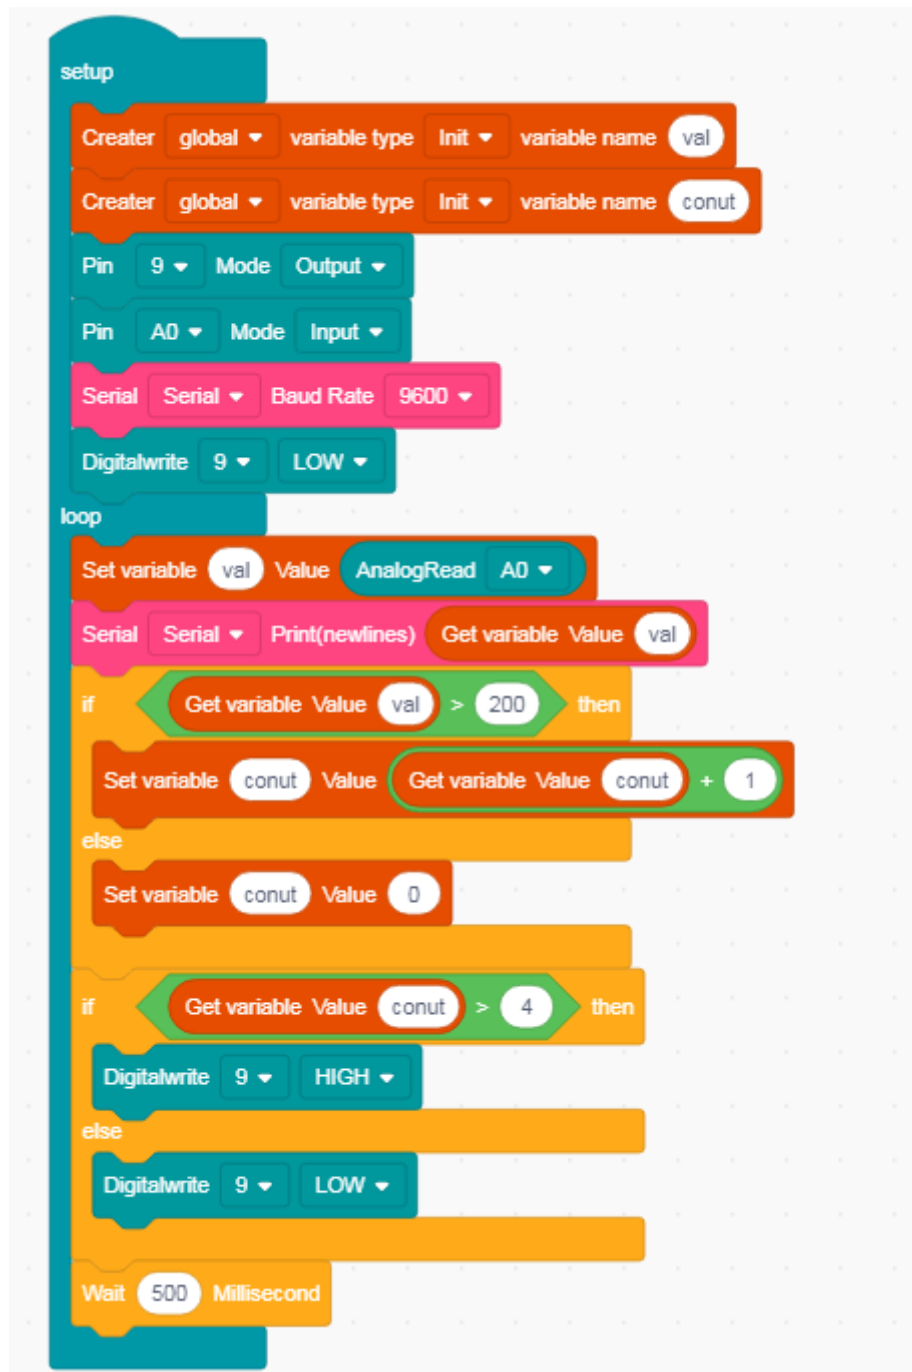 setup
Creater global variable type Init variable name val
Creater global variable type Init variable name conut
Pin 9 Mode Output
Pin A0 Mode Input
Serial Serial Baud Rate 9600
Digitalwrite 9 LOW
loop
Set variable val Value AnalogRead A0
Serial Serial Print(newlines) Get variable Value val
if Get variable Value val > 200 then
Set variable conut Value Get variable Value conut + 1
else
Set variable conut Value 0
if Get variable Value conut > 4 then
Digitalwrite 9 HIGH
else
Digitalwrite 9 LOW
Wait 500 Millisecond